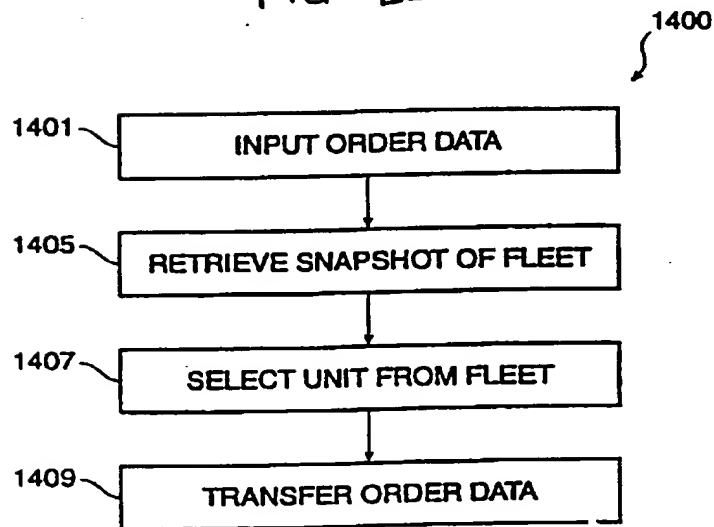 FIG
1400
1401
INPUT ORDER DATA
1405
RETRIEVE SNAPSHOT OF FLEET
1407
SELECT UNIT FROM FLEET
1409
TRANSFER ORDER DATA